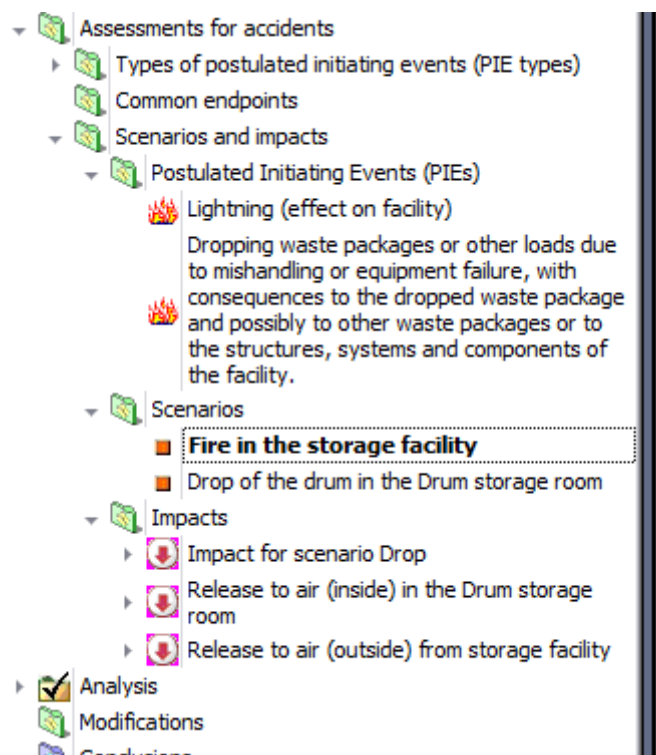 Assessments for accidents
Types of postulated initiating events (PIE types)
Common endpoints
Scenarios and impacts
Postulated Initiating Events (PIEs)
Lightning (effect on facility)
Dropping waste packages or other loads due
to mishandling or equipment failure, with
consequences to the dropped waste package
and possibly to other waste packages or to
the structures, systems and components of
the facility.
Scenarios
Fire in the storage facility
Drop of the drum in the Drum storage room
Impacts
Impact for scenario Drop
Release to air (inside) in the Drum storage
room
Release to air (outside) from storage facility
Analysis
Modifications
Conclusions